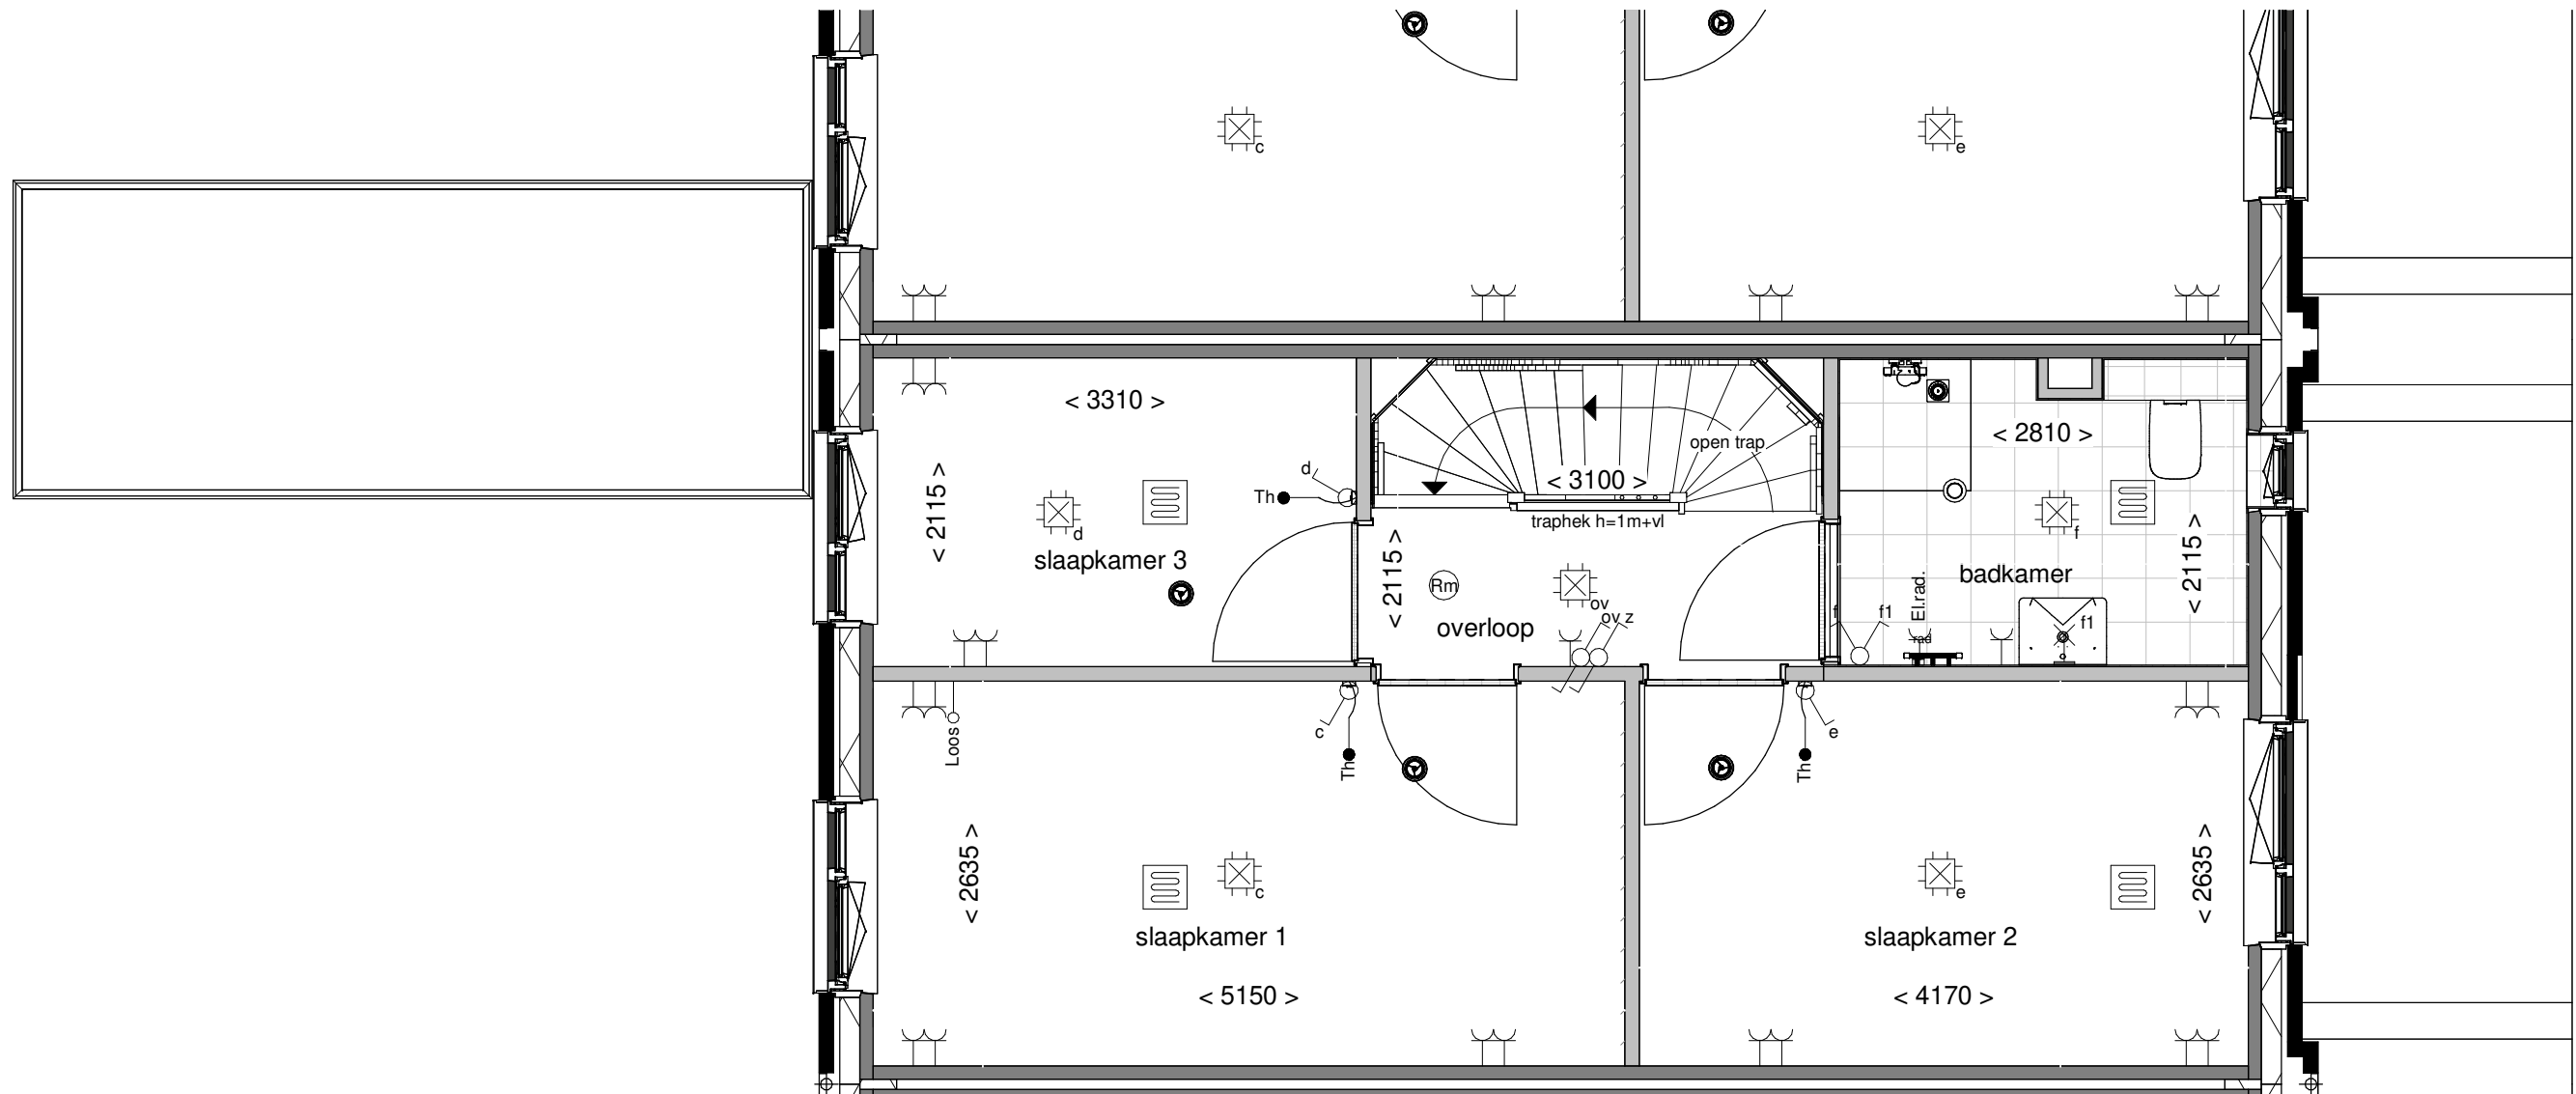 c
e
< 3310 >
< 2810 >
open trap
d
< 3100 >
Th
< 2115 >
traphek h=1m+vl
d
f
< 2115 >
slaapkamer 3
< 2115 >
badkamer
Rm
El.rad.
ov
f
f1
ov z
overloop
f1
rad
Loos
c
e
Th
Th
< 2635 >
< 2635 >
c
e
slaapkamer 1
slaapkamer 2
< 5150 >
< 4170 >